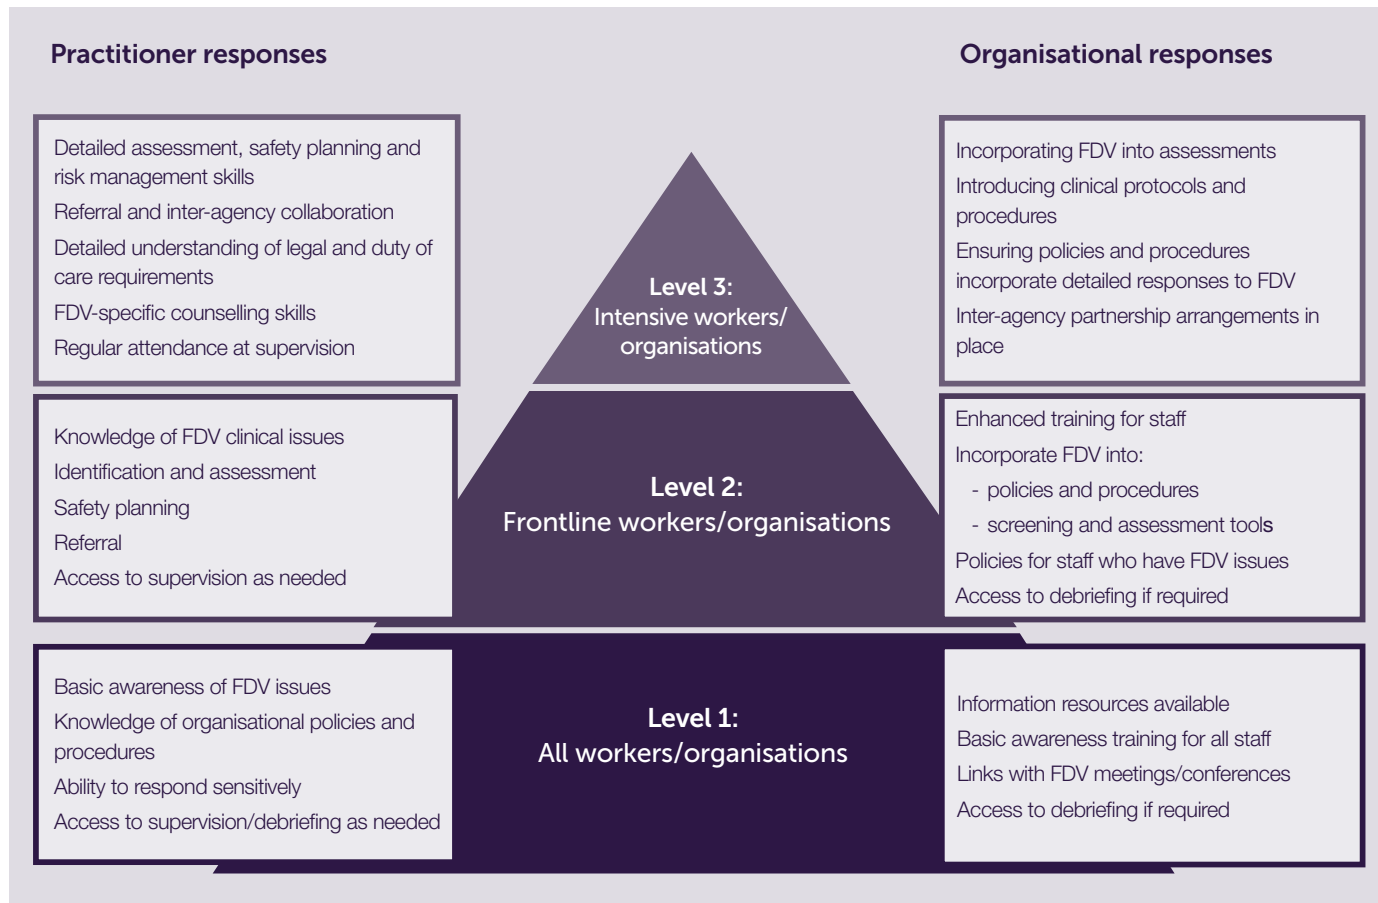 Practitioner responses
Organisational responses
Detailed assessment, safety planning and
risk management skills
Referral and inter-agency collaboration
Detailed understanding of legal and duty of
care requirements
FDV-specific counselling skills
Regular attendance at supervision
Level 3:
Intensive workers/
organisations
Incorporating FDV into assessments
Introducing clinical protocols and
procedures
Ensuring policies and procedures
incorporate detailed responses to FDV
Inter-agency partnership arrangements in
place
Knowledge of FDV clinical issues
Identification and assessment
Safety planning
Referral
Access to supervision as needed
Level 2:
Frontline workers/organisations
Enhanced training for staff
Incorporate FDV into:
- policies and procedures
- screening and assessment tools
Policies for staff who have FDV issues
Access to debriefing if required
Basic awareness of FDV issues
Knowledge of organisational policies and
procedures
Ability to respond sensitively
Access to supervision/debriefing as needed
Level 1:
All workers/organisations
Information resources available
Basic awareness training for all staff
Links with FDV meetings/conferences
Access to debriefing if required